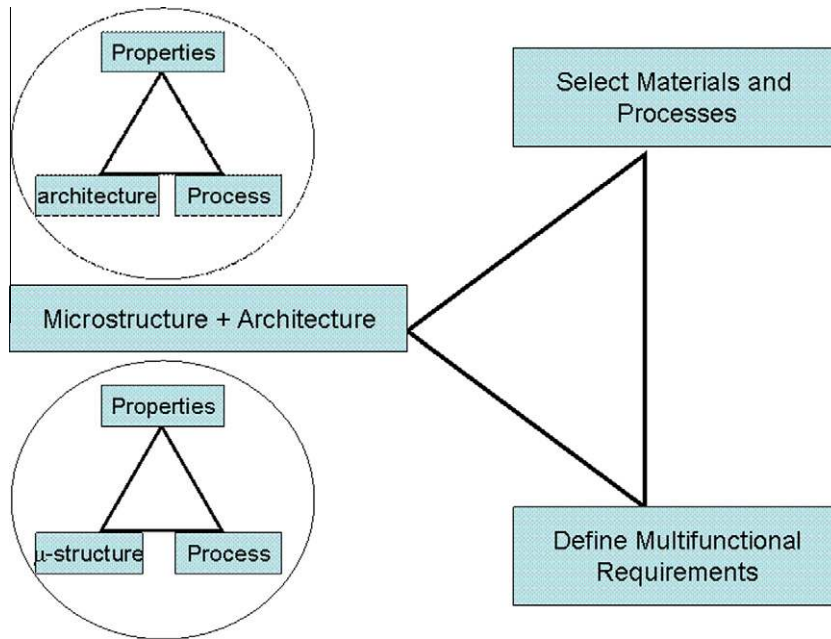 Properties
architecture
Process
Microstructure + Architecture
Properties
μ-structure
Process
Select Materials and
Processes
Define Multifunctional
Requirements